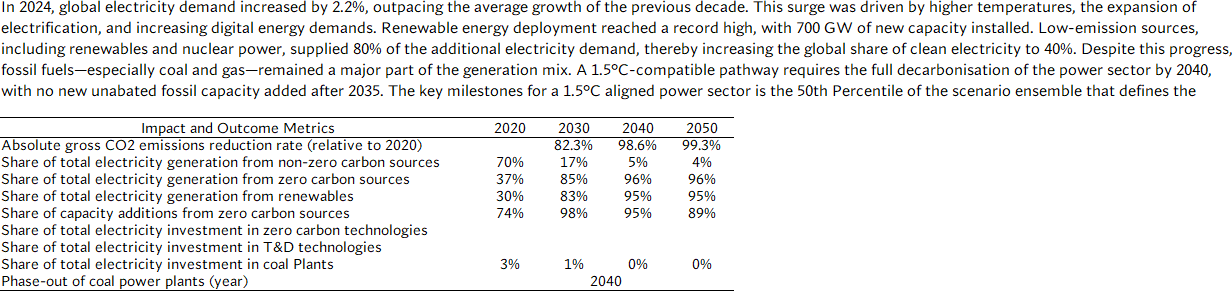 In 2024, global electricity demand increased by 2.2%, outpacing the average growth of the previous decade. This surge was driven by higher temperatures, the expansion of
electrification, and increasing digital energy demands. Renewable energy deployment reached a record high, with 700 GW of new capacity installed. Low-emission sources,
including renewables and nuclear power, supplied 80% of the additional electricity demand, thereby increasing the global share of clean electricity to 40%. Despite this progress,
fossil fuels—especially coal and gas—remained a major part of the generation mix. A 1.5°C-compatible pathway requires the full decarbonisation of the power sector by 2040,
with no new unabated fossil capacity added after 2035. The key milestones for a 1.5°C aligned power sector is the 50th Percentile of the scenario ensemble that defines the
Impact and Outcome Metrics 2020 2030 2040 2050
Absolute gross CO2 emissions reduction rate (relative to 2020) 82.3% 98.6% 99.3%
Share of total electricity generation from non-zero carbon sources 70% 17% 5% 4%
Share of total electricity generation from zero carbon sources 37% 85% 96% 96%
Share of total electricity generation from renewables 30% 83% 95% 95%
Share of capacity additions from zero carbon sources 74% 98% 95% 89%
Share of total electricity investment in zero carbon technologies
Share of total electricity investment in T&D technologies
Share of total electricity investment in coal Plants 3% 1% 0% 0%
Phase-out of coal power plants (year) 2040